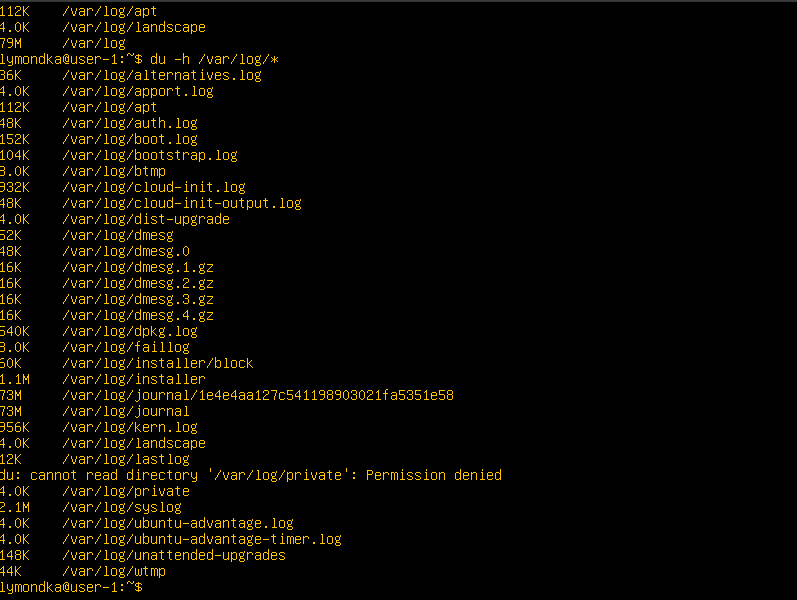 112K /var/log/apt
4.0K /var/log/landscape
79M /var/log
lymondka@user-1:~$ du -h /var/log/*
36K /var/log/alternatives.log
4.0K /var/log/apport.log
112K /var/log/apt
48K /var/log/auth.log
152K /var/log/boot.log
104K /var/log/bootstrap.log
8.0K /var/log/btmp
932K /var/log/cloud-init.log
48K /var/log/cloud-init-output.log
4.0K /var/log/dist-upgrade
52K /var/log/dmesg
48K /var/log/dmesg.0
16K /var/log/dmesg.1.gz
16K /var/log/dmesg.2.gz
16K /var/log/dmesg.3.gz
16K /var/log/dmesg.4.gz
540K /var/log/dpkg.log
8.0K /var/log/faillog
60K /var/log/installer/block
1.1M /var/log/installer
73M /var/log/journal/1e4e4aa127c541198903021fa5351e58
73M /var/log/journal
956K /var/log/kern.log
4.0K /var/log/landscape
12K /var/log/lastlog
du: cannot read directory '/var/log/private': Permission denied
4.0K /var/log/private
2.1M /var/log/syslog
4.0K /var/log/ubuntu-advantage.log
4.0K /var/log/ubuntu-advantage-timer.log
148K /var/log/unattended-upgrades
44K /var/log/wtmp
lymondka@user-1:~$